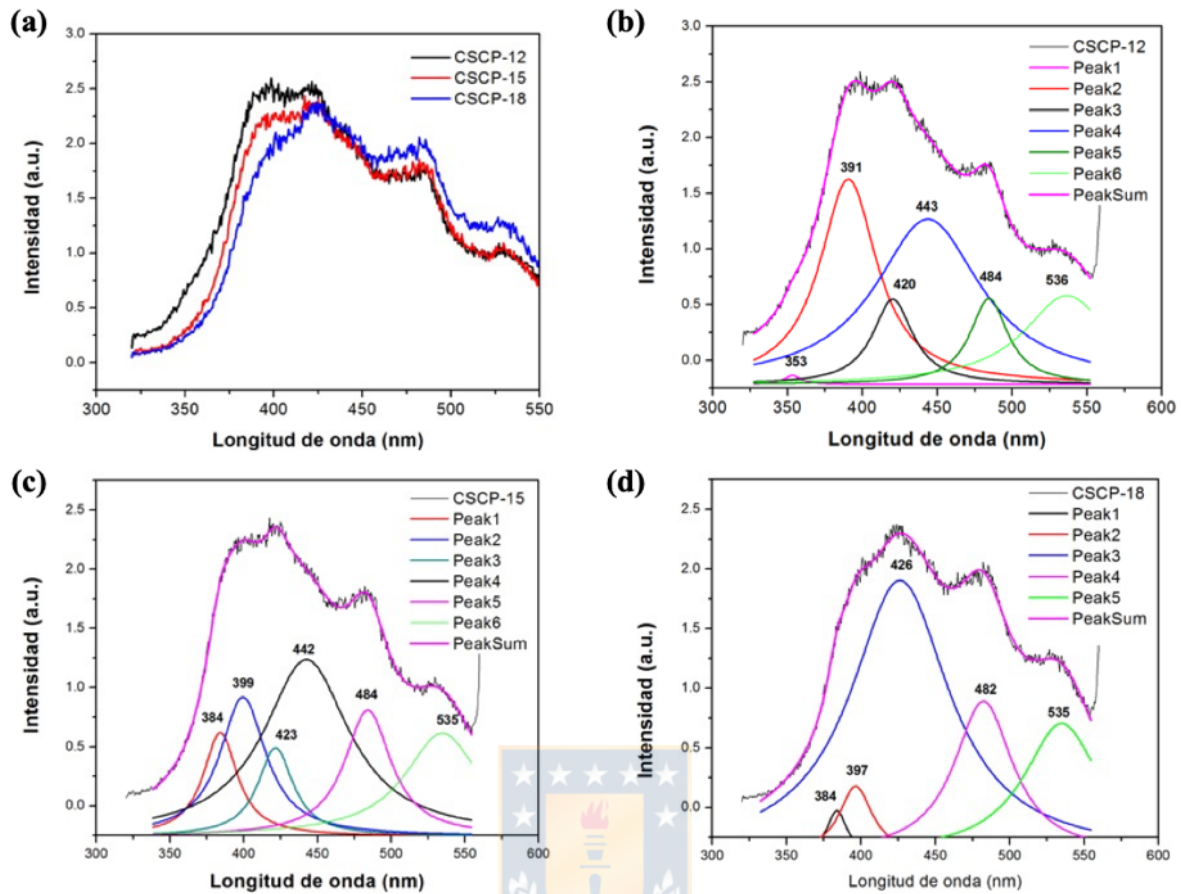 (a)
3.0
2.5
2.0
1.5
1.0
0.5
0.0
Intensidad (a.u.)
CSCP-12
CSCP-15
CSCP-18
300 350 400 450 500 550
Longitud de onda (nm)
(b)
3.0
2.5
2.0
1.5
1.0
0.5
0.0
Intensidad (a.u.)
CSCP-12
Peak1
Peak2
Peak3
Peak4
Peak5
Peak6
PeakSum
353
391
420
443
484
536
300 350 400 450 500 550 600
Longitud de onda (nm)
(c)
2.5
2.0
1.5
1.0
0.5
0.0
Intensidad (a.u.)
CSCP-15
Peak1
Peak2
Peak3
Peak4
Peak5
Peak6
PeakSum
384
399
423
442
484
535
300 350 400 450 500 550 600
Longitud de onda (nm)
(d)
2.5
2.0
1.5
1.0
0.5
0.0
Intensidad (a.u.)
CSCP-18
Peak1
Peak2
Peak3
Peak4
Peak5
PeakSum
384
397
426
482
535
300 350 400 450 500 550 600
Longitud de onda (nm)